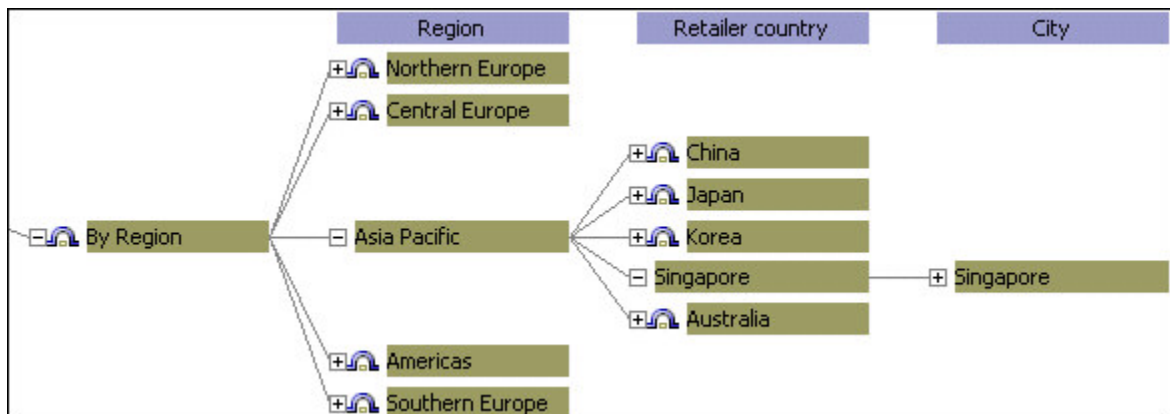 Region Retailer country City
Northern Europe
Central Europe
China
Japan
By Region Asia Pacific Korea
Singapore Singapore
Australia
Americas
Southern Europe